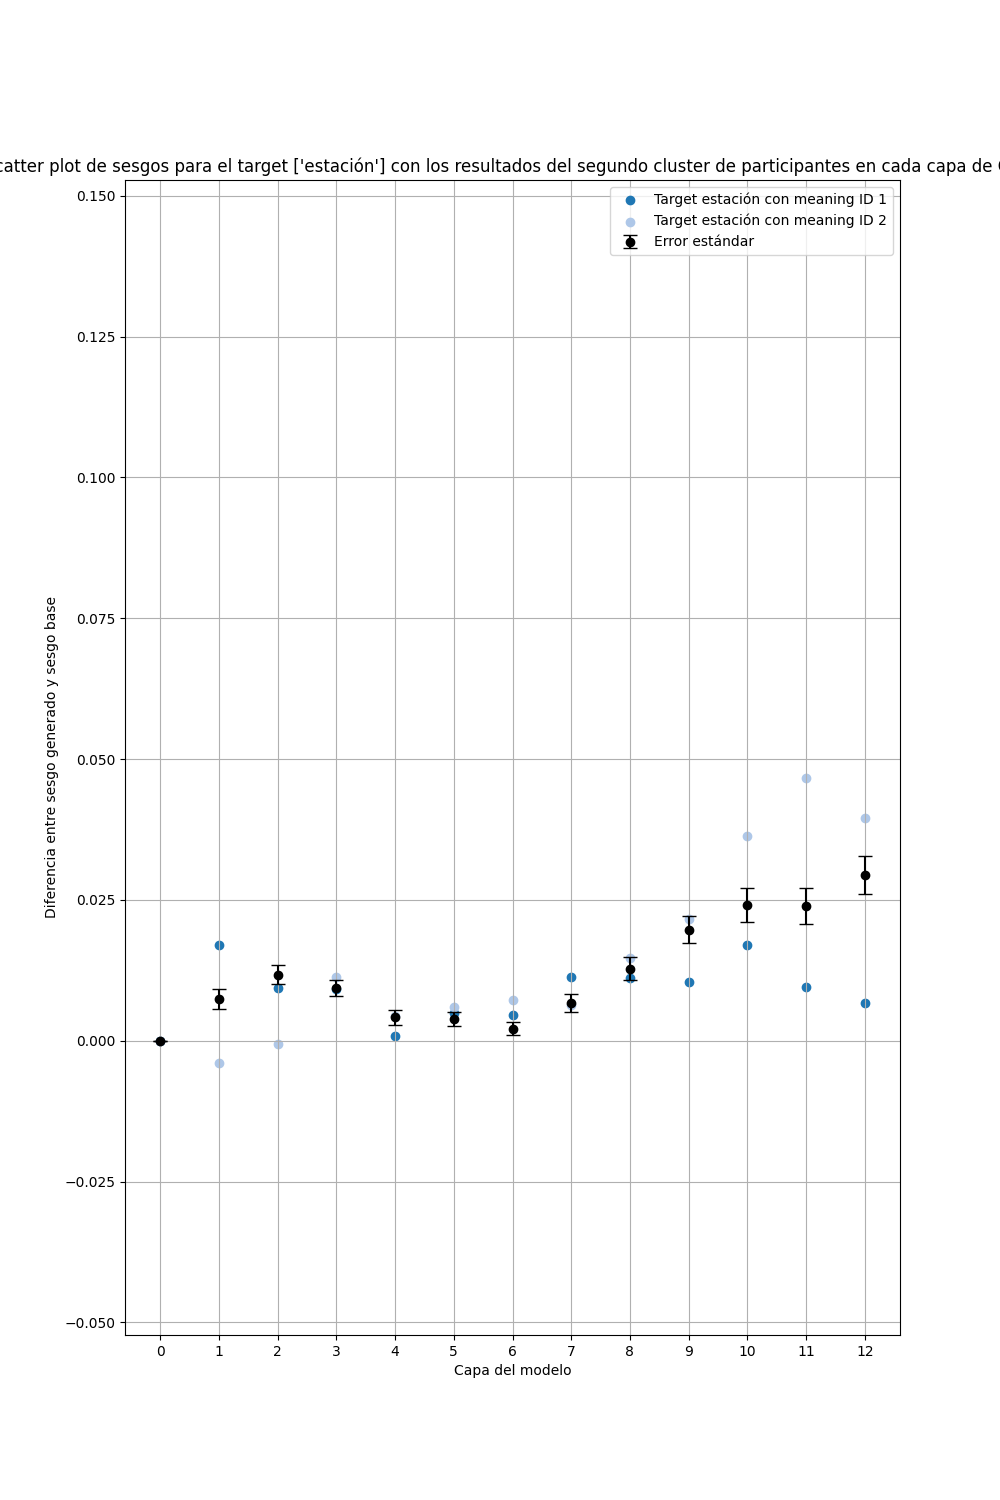 catter plot de sesgos para el target ['estación'] con los resultados del segundo cluster de participantes en cada capa de
Target estación con meaning ID 1
Target estación con meaning ID 2
Error estándar
0.150
0.125
0.100
0.075
0.050
0.025
0.000
−0.025
−0.050
Diferencia entre sesgo generado y sesgo base
0 1 2 3 4 5 6 7 8 9 10 11 12
Capa del modelo